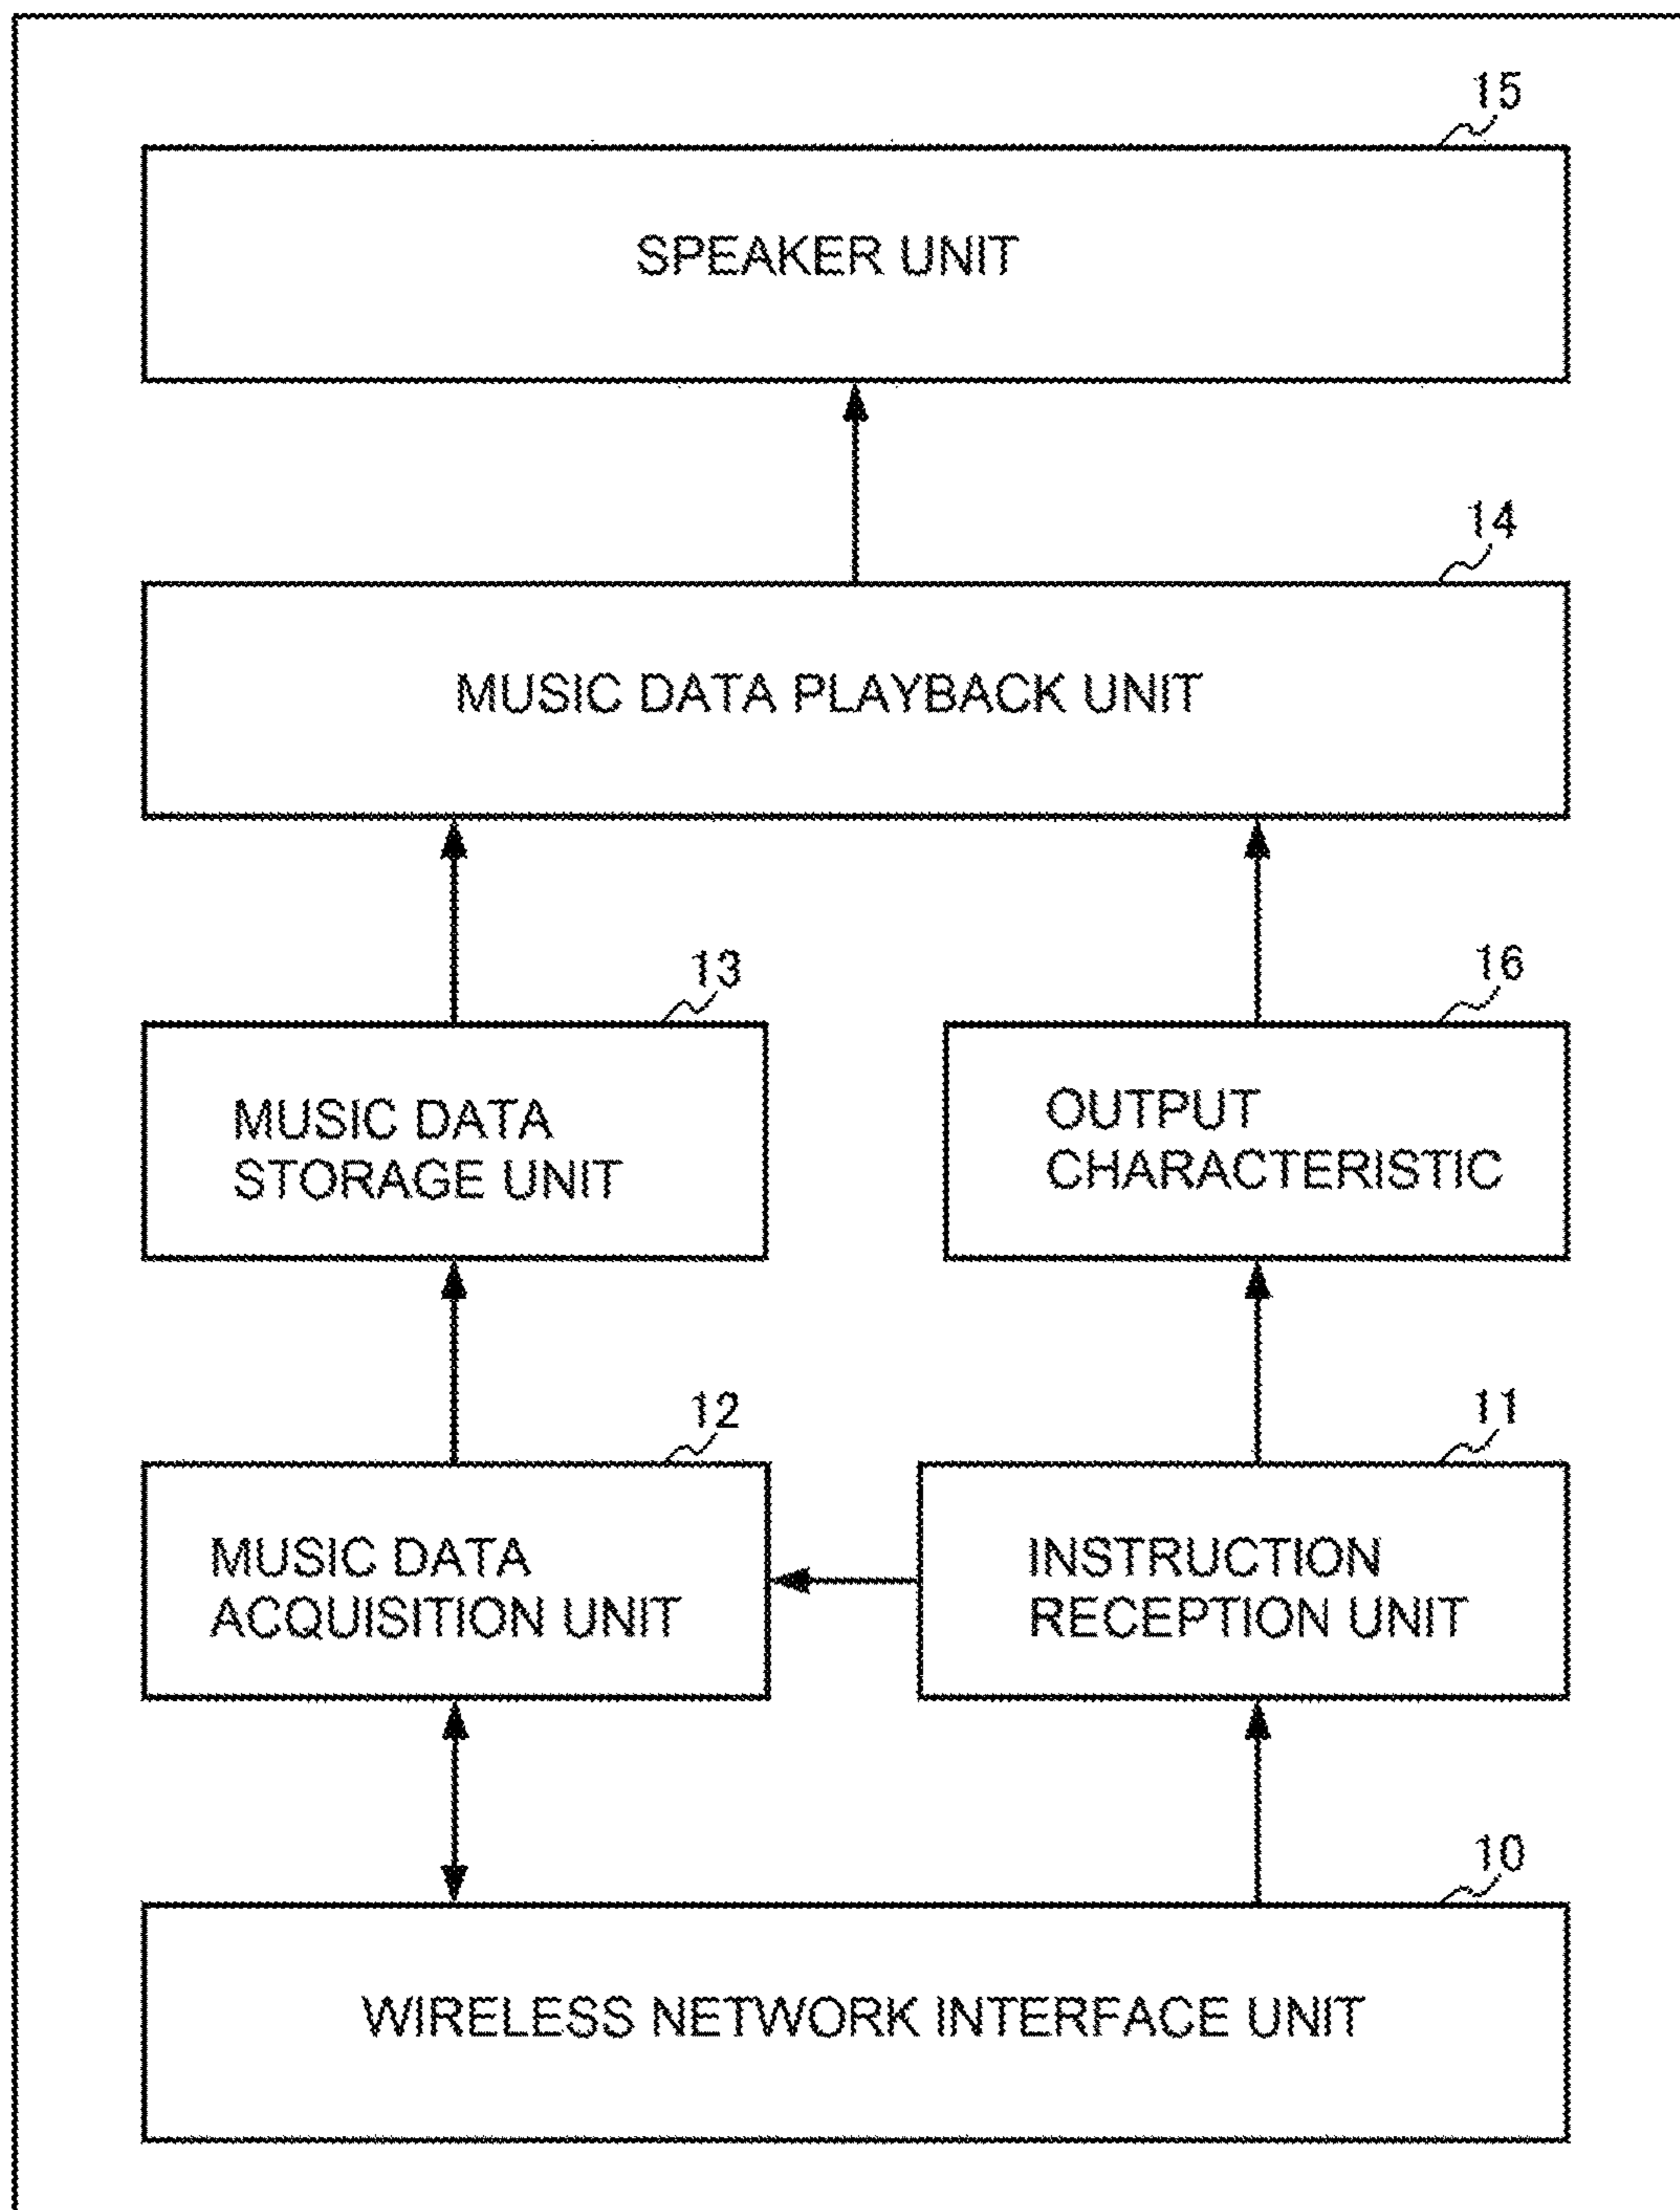 15
SPEAKER UNIT
14
MUSIC DATA PLAYBACK UNIT
13
MUSIC DATA
STORAGE UNIT
16
OUTPUT
CHARACTERISTIC
12
MUSIC DATA
ACQUISITION UNIT
11
INSTRUCTION
RECEPTION UNIT
10
WIRELESS NETWORK INTERFACE UNIT